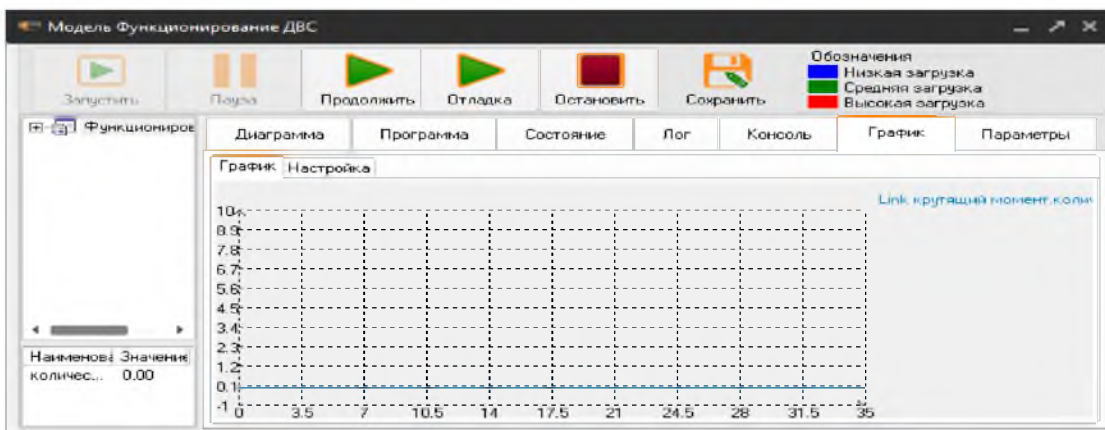 Модель Функционирование ДВС
Запустить Пауза Продолжить Отладка Остановить Сохранить
Обозначения
Низкая загрузка
Средняя загрузка
Высокая загрузка
Функциониров
Диаграмма Программа Состояние Лог Консоль График Параметры
График Настройка
Link крутящий момент.колич
10
8.9
7.8
6.7
5.6
4.5
3.4
2.3
1.2
0.1
-1
0 3.5 7 10.5 14 17.5 21 24.5 28 31.5 35
Наименова Значение
количес... 0.00